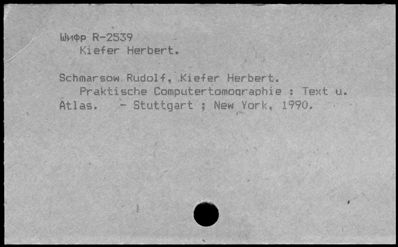 Шифр R-2539
Kiefer Herbert.
Schmarsow Rudolf, Kiefer Herbert.
Praktische Computertomographie : Text u.
Atlas. - Stuttgart ; New York, 1990.